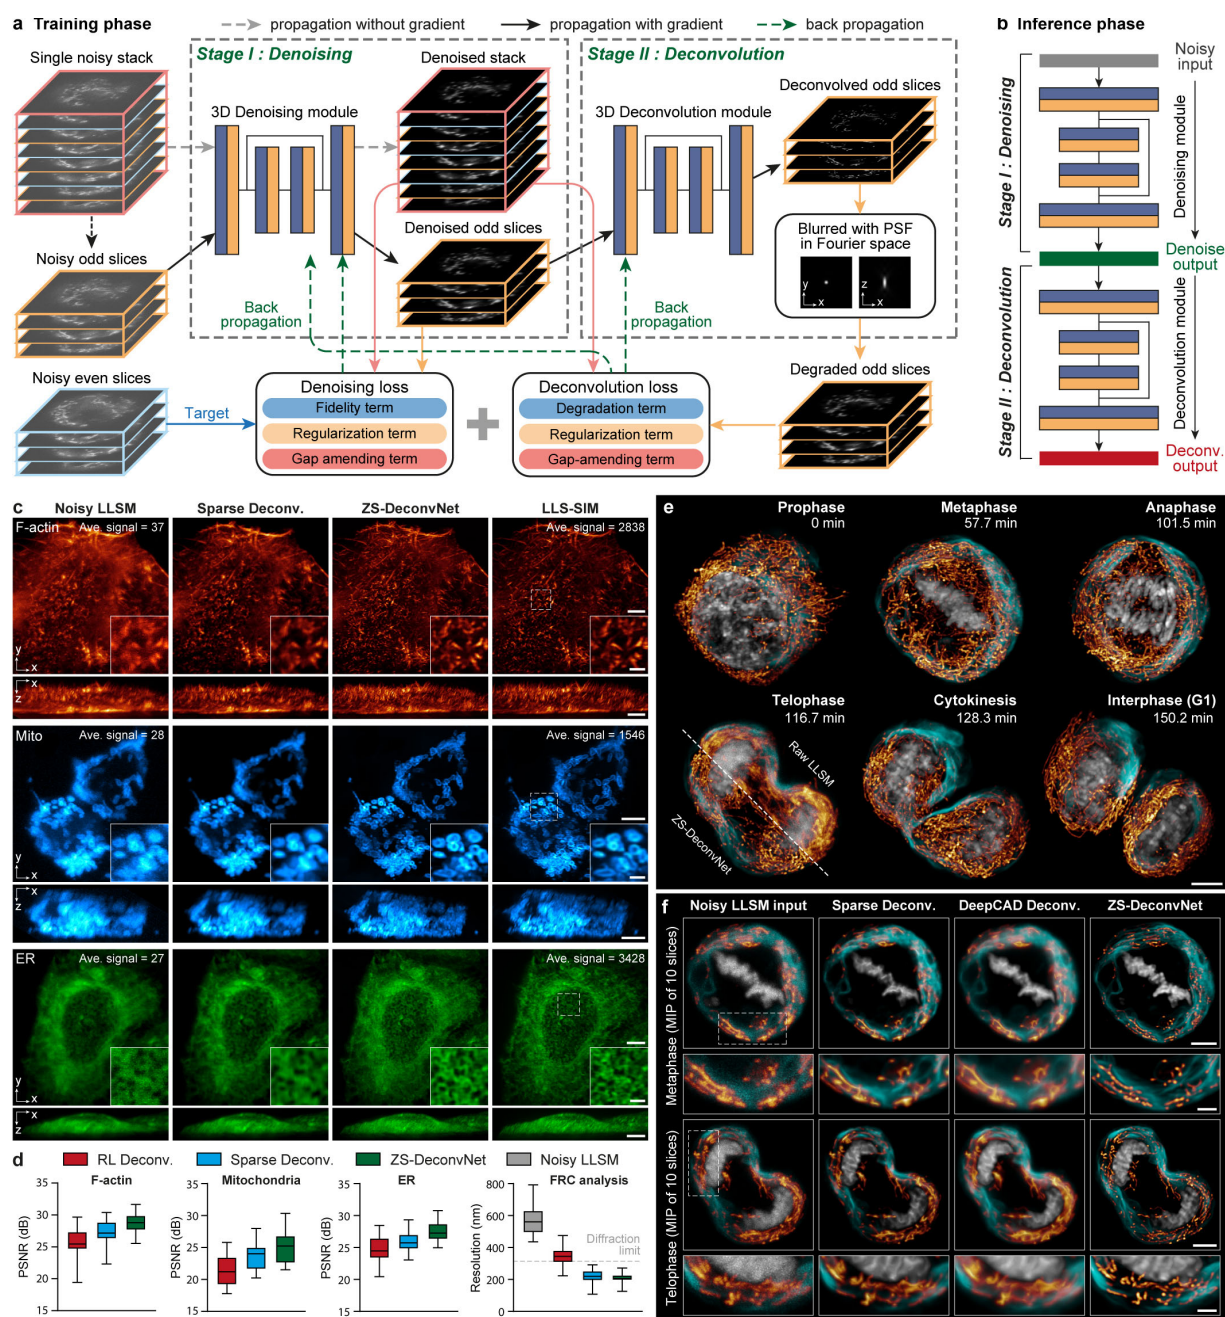 a Training phase
propagation without gradient
propagation with gradient
back propagation
Single noisy stack
Stage I : Denoising
Denoised stack
3D Denoising module
Stage II : Deconvolution
Deconvolved odd slices
3D Deconvolution module
Noisy odd slices
Denoised odd slices
Blurred with PSF
in Fourier space
y
x
z
x
Back
propagation
Back
propagation
Noisy even slices
Target
Denoising loss
Fidelity term
Regularization term
Gap amending term
Deconvolution loss
Degradation term
Regularization term
Gap-amending term
Degraded odd slices
b Inference phase
Noisy
input
Stage I : Denoising
Denoising module
Denoise
output
Stage II : Deconvolution
Deconvolution module
Deconv.
output
c
Noisy LLSM
Sparse Deconv.
ZS-DeconvNet
LLS-SIM
F-actin
Ave. signal = 37
Ave. signal = 2838
y
x
x
z
Mito
Ave. signal = 28
Ave. signal = 1546
y
x
x
z
ER
Ave. signal = 27
Ave. signal = 3428
y
x
x
z
d
RL Deconv.
Sparse Deconv.
ZS-DeconvNet
Noisy LLSM
F-actin
PSNR (dB)
35
30
25
20
15
Mitochondria
PSNR (dB)
35
30
25
20
15
ER
PSNR (dB)
35
30
25
20
15
FRC analysis
Resolution (nm)
800
600
400
200
0
Diffraction
limit
e
Prophase
0 min
Metaphase
57.7 min
Anaphase
101.5 min
Telophase
116.7 min
Raw LLSM
ZS-DeconvNet
Cytokinesis
128.3 min
Interphase (G1)
150.2 min
f
Noisy LLSM input
Sparse Deconv.
DeepCAD Deconv.
ZS-DeconvNet
Metaphase (MIP of 10 slices)
Telophase (MIP of 10 slices)